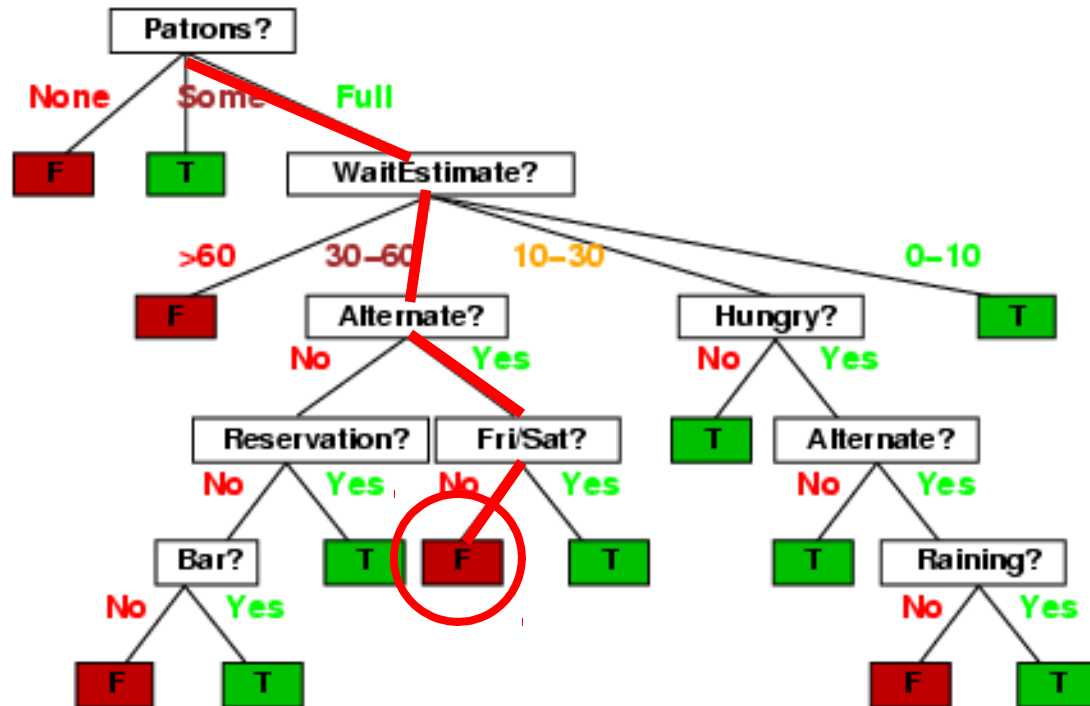 Patrons?
None Some Full
F T WaitEstimate?
>60 30–60 10–30 0–10
F Alternate? Hungry? T
No Yes No Yes
Reservation? Fri/Sat? T Alternate?
No Yes No Yes No Yes
Bar? T F T T Raining?
No Yes No Yes
F T F T